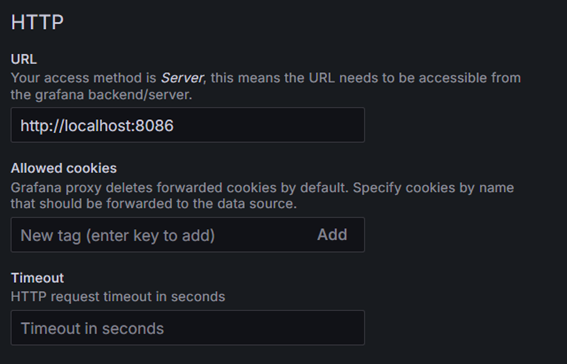 HTTP
URL
Your access method is Server, this means the URL needs to be accessible from
the grafana backend/server.
http://localhost:8086
Allowed cookies
Grafana proxy deletes forwarded cookies by default. Specify cookies by name
that should be forwarded to the data source.
New tag (enter key to add) Add
Timeout
HTTP request timeout in seconds
Timeout in seconds